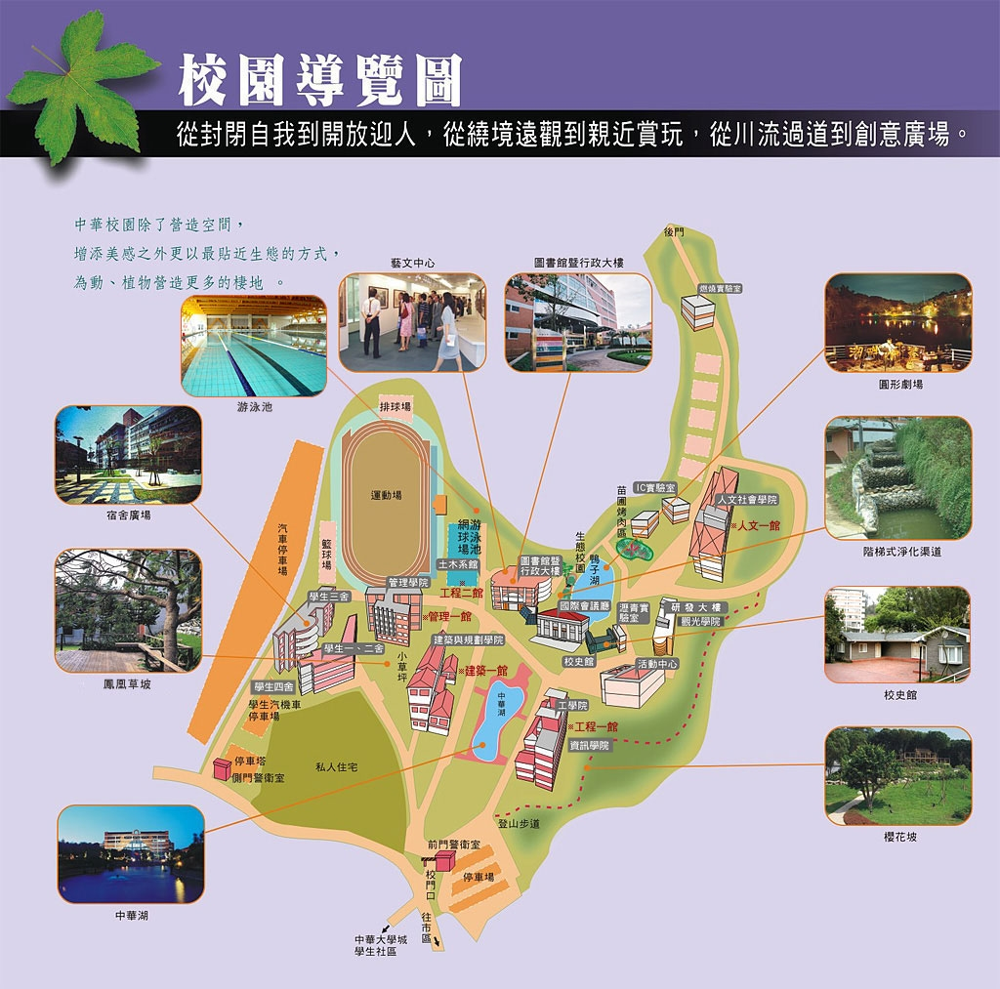 校園導覽圖
從封閉自我到開放迎人，從繞境遠觀到親近賞玩，從川流過道到創意廣場。
中華校園除了營造空間，
增添美感之外更以最貼近生態的方式，
為動、植物營造更多的棲地 。
後門
藝文中心
圖書館暨行政大樓
燃燒實驗室
圓形劇場
游泳池
排球場
宿舍廣場
運動場
汽車停車場
籃球場
游泳池
網球場
土木系館
※
工程二館
圖書館暨
行政大樓
生態校園
鴨子湖
苗圃烤肉區
IC實驗室
人文社會學院
※人文一館
階梯式淨化渠道
管理學院
※管理一館
學生三舍
國際會議廳
瀝青實
驗室
研發大樓
觀光學院
學生一、二舍
建築與規劃學院
※建築一館
小草坪
校史館
活動中心
鳳凰草坡
校史館
學生四舍
學生汽機車
停車場
中華湖
工學院
※工程一館
資訊學院
停車塔
側門警衛室
私人住宅
登山步道
櫻花坡
前門警衛室
校門口
停車場
中華湖
往市區
中華大學城
學生社區